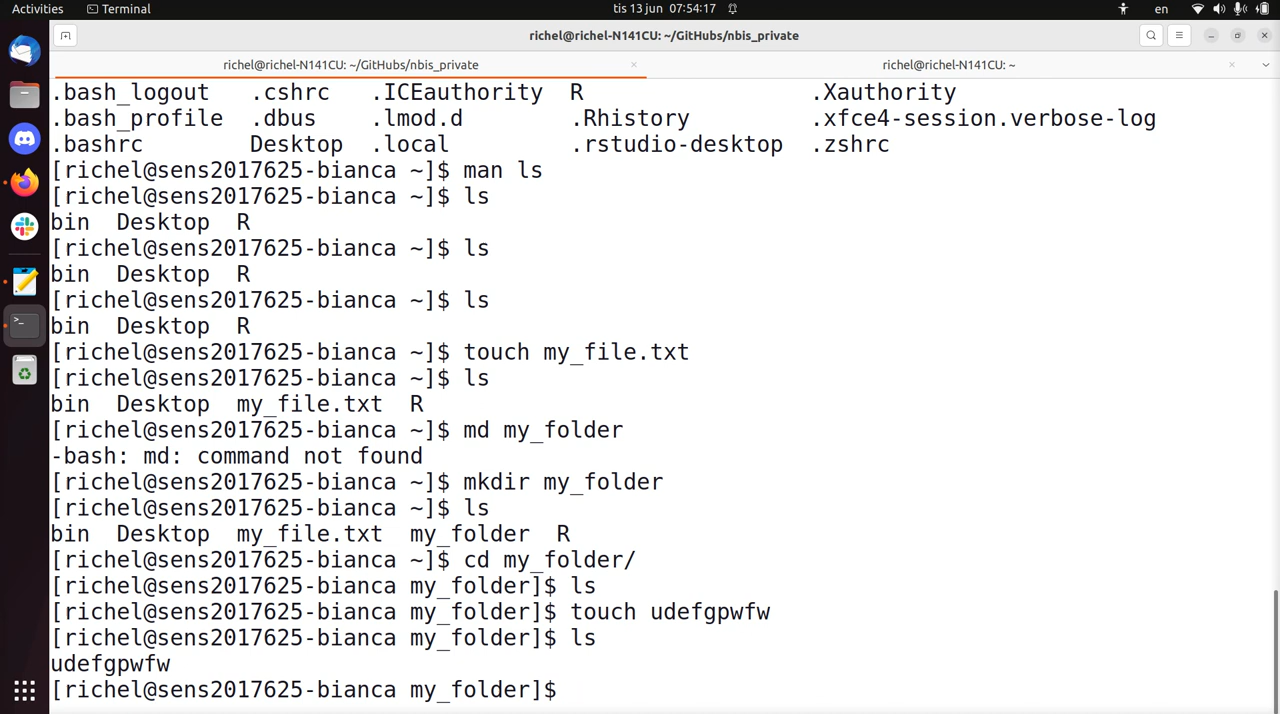 Activities Terminal tis 13 jun 07:54:17 en
richel@richel-N141CU: ~/GitHubs/nbis_private
richel@richel-N141CU: ~/GitHubs/nbis_private richel@richel-N141CU: ~
.bash_logout .cshrc .ICEauthority R .Xauthority
.bash_profile .dbus .lmod.d .Rhistory .xfce4-session.verbose-log
.bashrc Desktop .local .rstudio-desktop .zshrc
[richel@sens2017625-bianca ~]$ man ls
[richel@sens2017625-bianca ~]$ ls
bin Desktop R
[richel@sens2017625-bianca ~]$ ls
bin Desktop R
[richel@sens2017625-bianca ~]$ ls
bin Desktop R
[richel@sens2017625-bianca ~]$ touch my_file.txt
[richel@sens2017625-bianca ~]$ ls
bin Desktop my_file.txt R
[richel@sens2017625-bianca ~]$ md my_folder
-bash: md: command not found
[richel@sens2017625-bianca ~]$ mkdir my_folder
[richel@sens2017625-bianca ~]$ ls
bin Desktop my_file.txt my_folder R
[richel@sens2017625-bianca ~]$ cd my_folder/
[richel@sens2017625-bianca my_folder]$ ls
[richel@sens2017625-bianca my_folder]$ touch udefgpwfw
[richel@sens2017625-bianca my_folder]$ ls
udefgpwfw
[richel@sens2017625-bianca my_folder]$